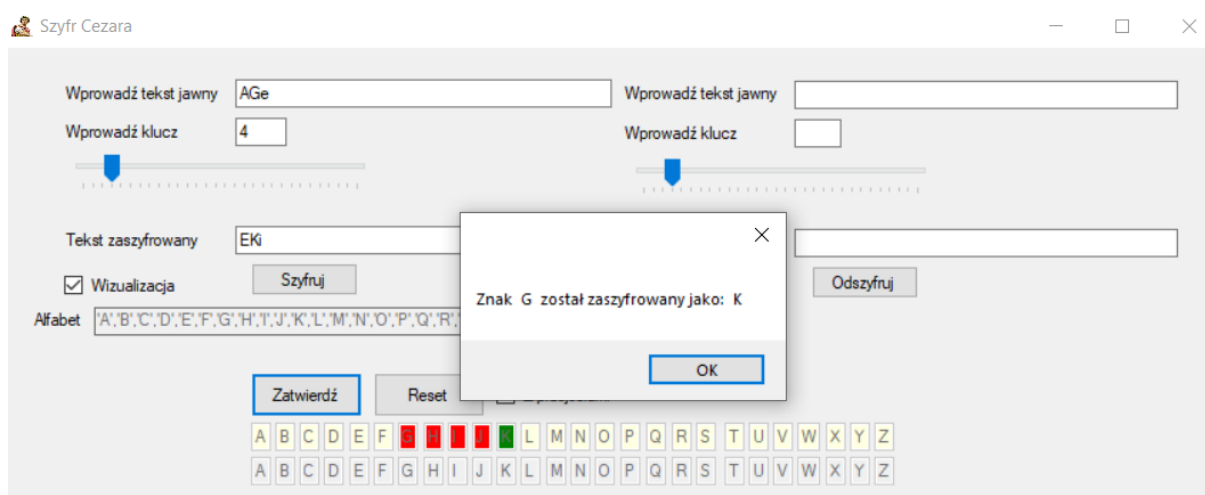 Szyfr Cezara
Wprowadź tekst jawny AGe Wprowadź tekst jawny
Wprowadź klucz 4 Wprowadź klucz
Tekst zaszyfrowany EKi
Wizualizacja Szyfruj Odszyfruj
Znak G został zaszyfrowany jako: K
Alfabet 'A','B','C','D','E','F','G','H','I','J','K','L','M','N','O','P','Q','R','
OK
Zatwierdź Reset
A B C D E F G H I J K L M N O P Q R S T U V W X Y Z
A B C D E F G H I J K L M N O P Q R S T U V W X Y Z